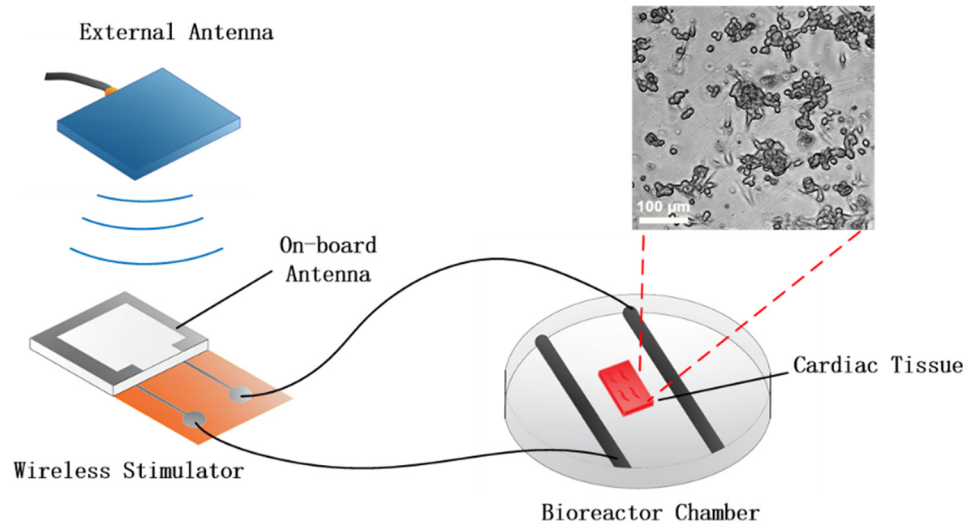 External Antenna
100 μm
On-board
Antenna
Cardiac Tissue
Wireless Stimulator
Bioreactor Chamber